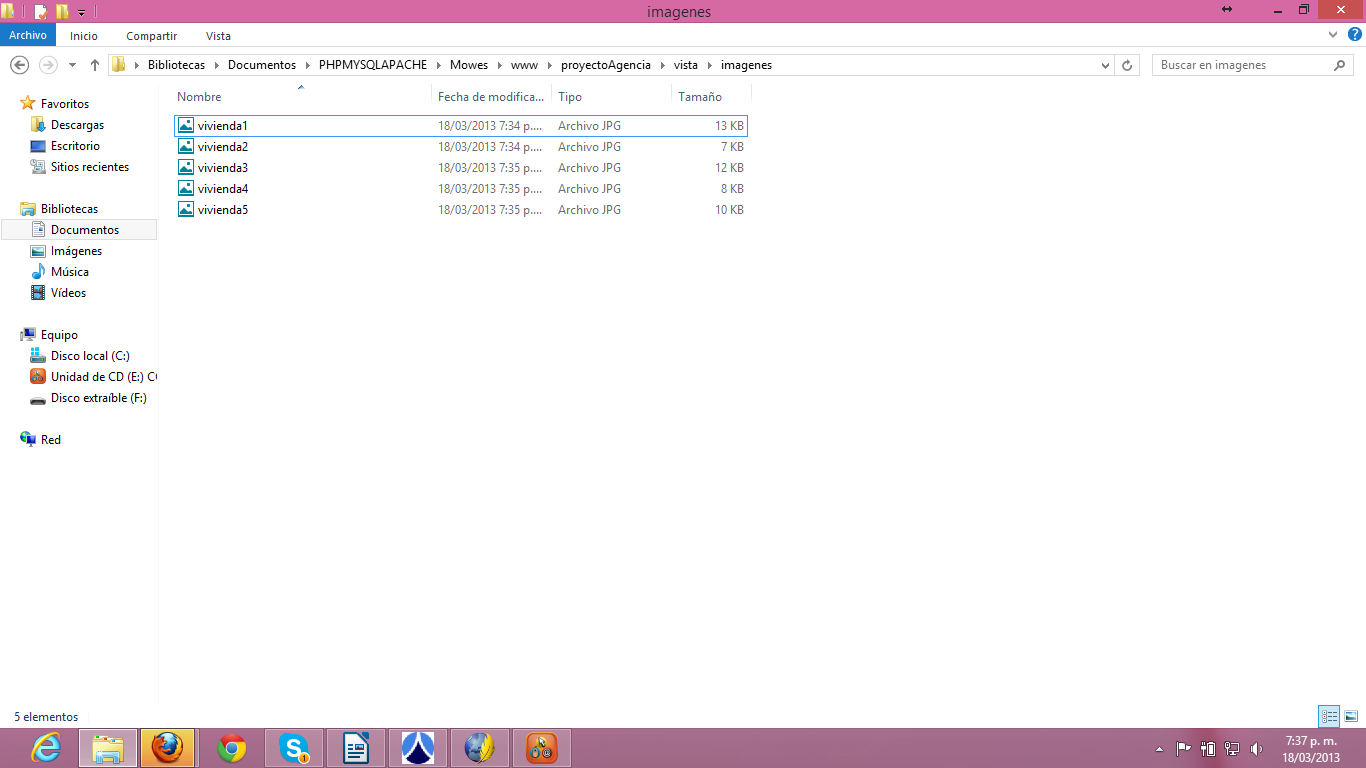 imagenes
Archivo Inicio Compartir Vista
Bibliotecas Documentos PHPMYSQLAPACHE Mowes www proyectoAgencia vista imagenes Buscar en imagenes
Nombre Fecha de modifica... Tipo Tamaño
vivienda1 18/03/2013 7:34 p.... Archivo JPG 13 KB
vivienda2 18/03/2013 7:34 p.... Archivo JPG 7 KB
vivienda3 18/03/2013 7:35 p.... Archivo JPG 12 KB
vivienda4 18/03/2013 7:35 p.... Archivo JPG 8 KB
vivienda5 18/03/2013 7:35 p.... Archivo JPG 10 KB
Favoritos
Descargas
Escritorio
Sitios recientes
Bibliotecas
Documentos
Imágenes
Música
Vídeos
Equipo
Disco local (C:)
Unidad de CD (E:) C
Disco extraíble (F:)
Red
5 elementos
1
7:37 p. m.
18/03/2013